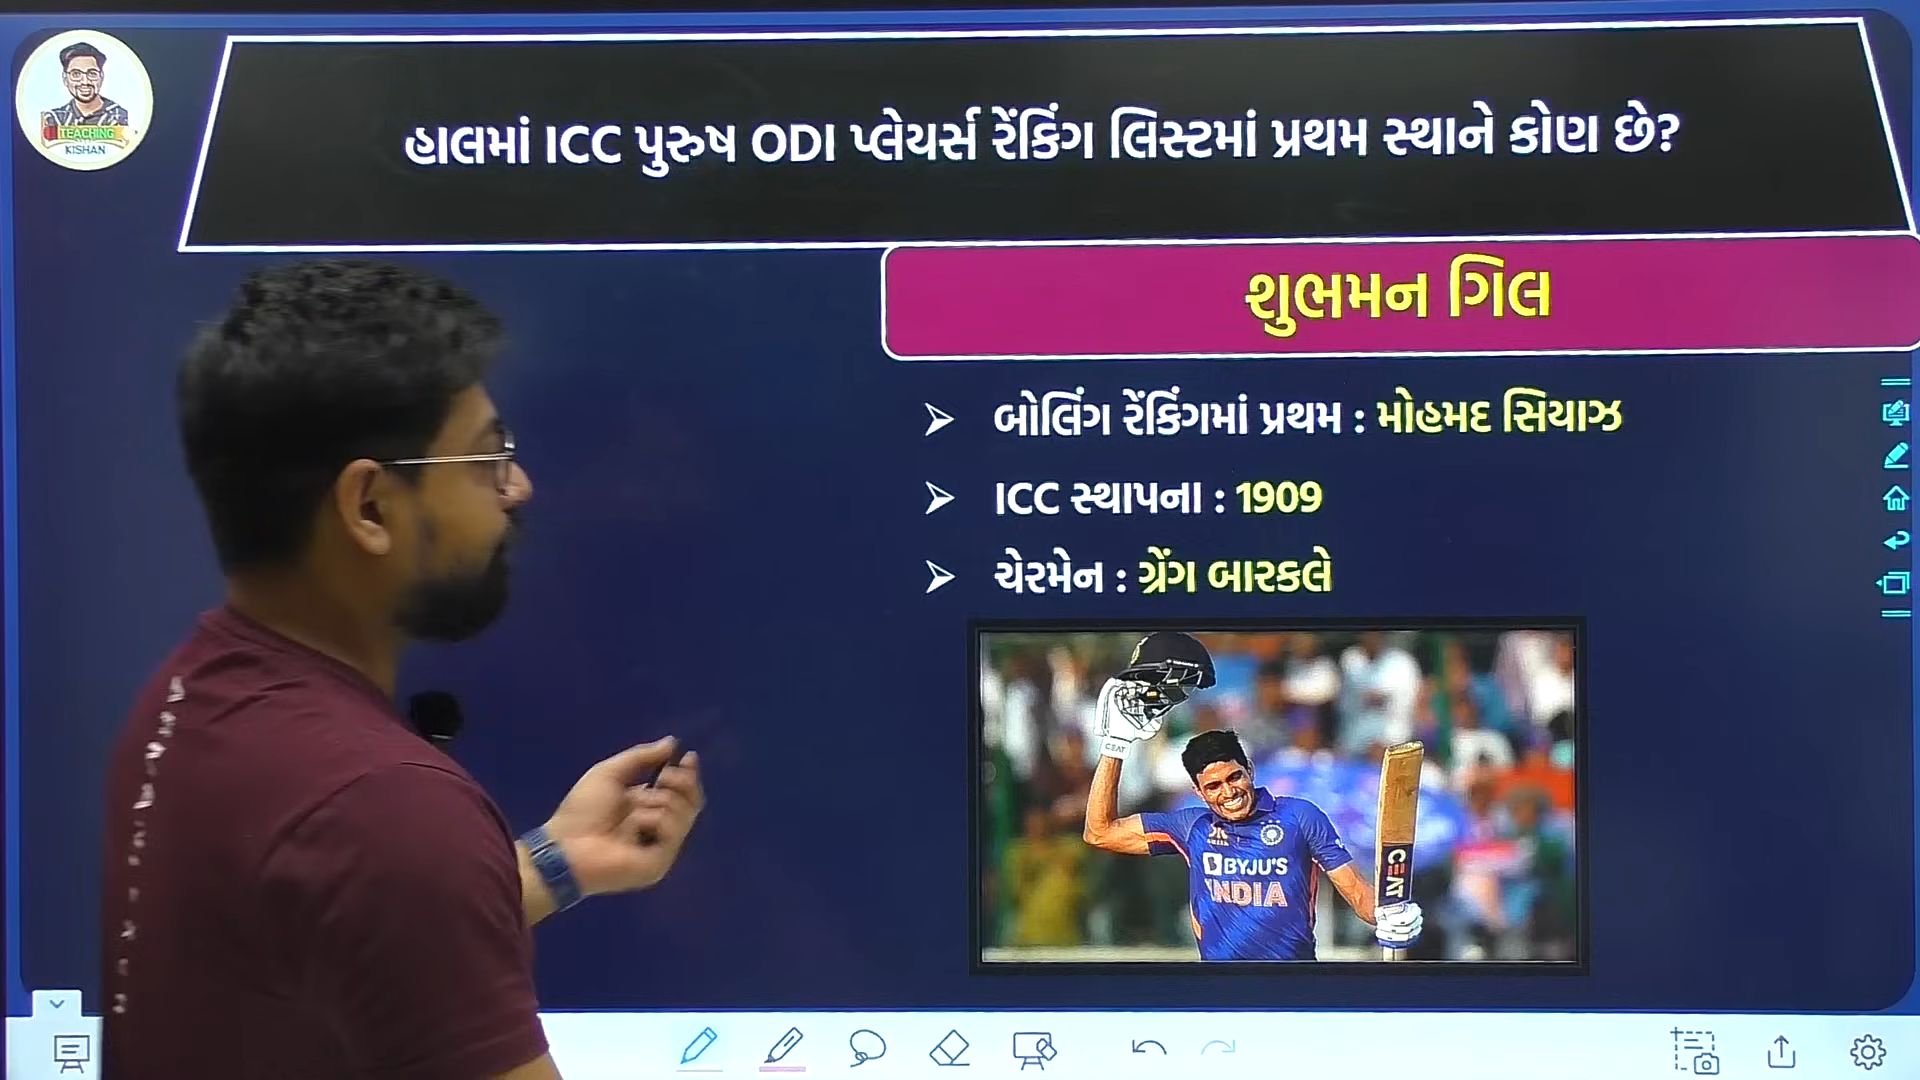 TEACHING
KISHAN
હાલમાં ICC પુરુષ ODI પ્લેયર્સ રેંકિંગ લિસ્ટમાં પ્રથમ સ્થાને કોણ છે?
શુભમન ગિલ
➤ બોલિંગ રેંકિંગમાં પ્રથમ : મોહમદ સિયાઝ
➤ ICC સ્થાપના : 1909
➤ ચેરમેન : ગ્રેંગ બારકલે
CEAT
BYJU'S
INDIA
CEAT